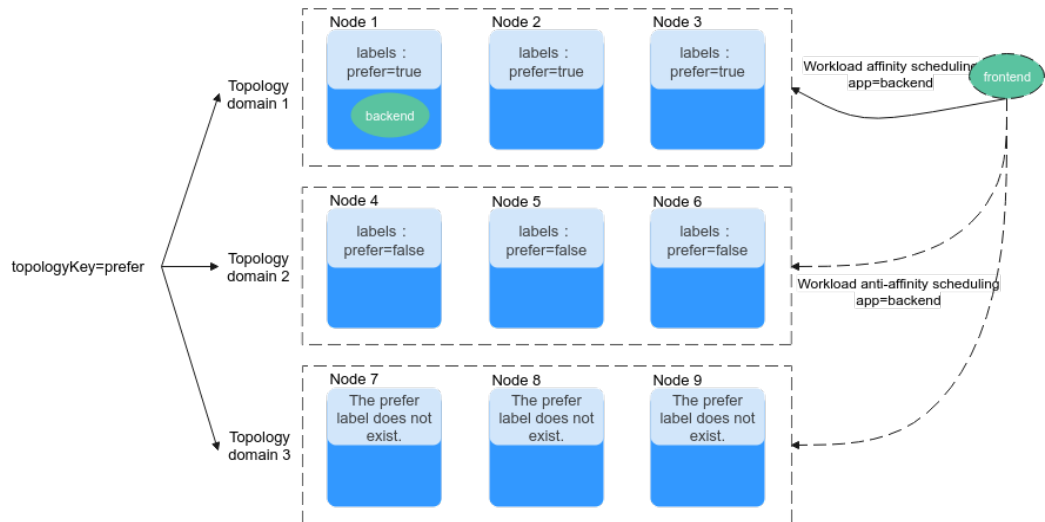 Node 1
Node 2
Node 3
labels：
prefer=true
labels：
prefer=true
labels：
prefer=true
backend
Topology
domain 1
Workload affinity scheduling
app=backend
frontend
Node 4
Node 5
Node 6
labels：
prefer=false
labels：
prefer=false
labels：
prefer=false
topologyKey=prefer
Topology
domain 2
Workload anti-affinity scheduling
app=backend
Node 7
Node 8
Node 9
The prefer
label does not
exist.
The prefer
label does not
exist.
The prefer
label does not
exist.
Topology
domain 3